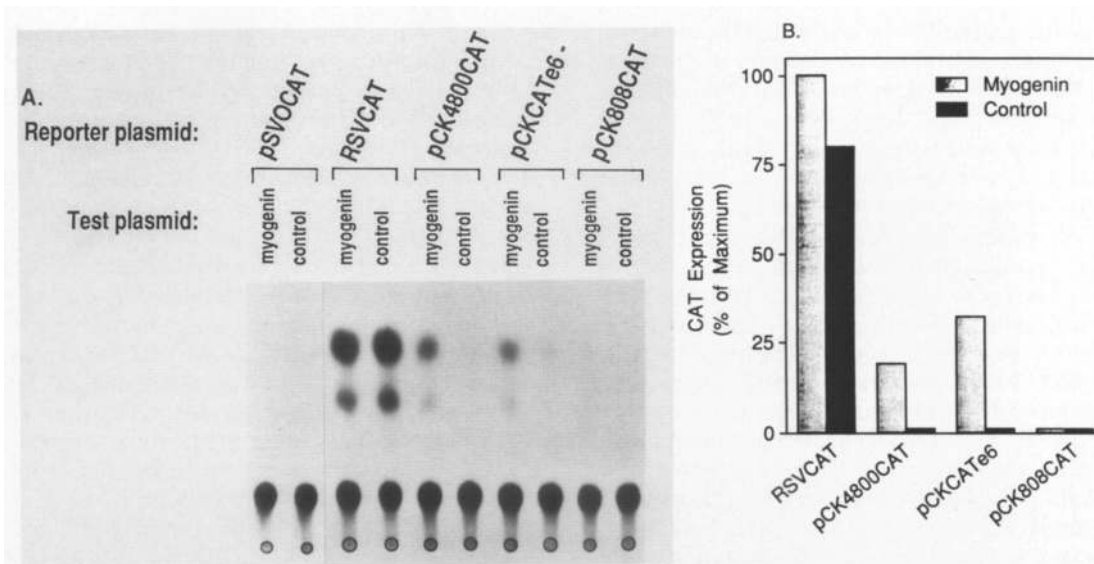 A.
Reporter plasmid:
pSVOCAT
RSVCAT
pCK4800CAT
pCKCATe6 -
pCK808CAT
Test plasmid:
myogenin
control
myogenin
control
myogenin
control
myogenin
control
myogenin
control
B.
Myogenin
Control
CAT Expression
(% of Maximum)
100
75
50
25
0
RSVCAT
pCK4800CAT
pCKCATe6
pCK808CAT